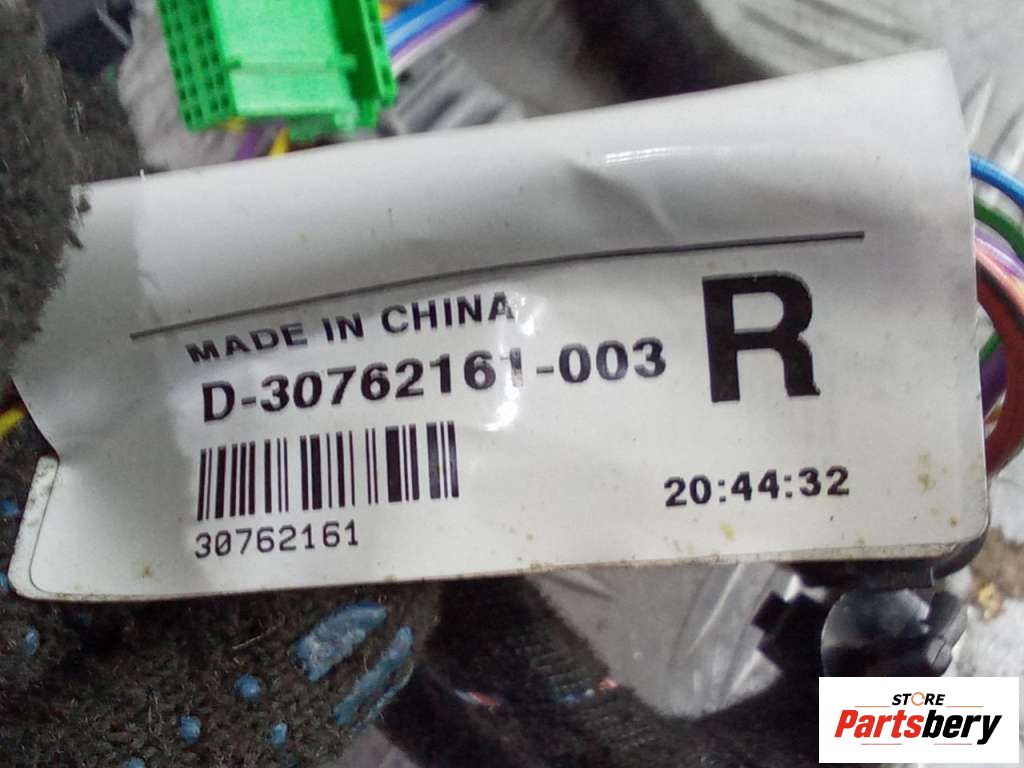 MADE IN CHINA
D-30762161-003
R
30762161
20:44:32
STORE
Partsbery